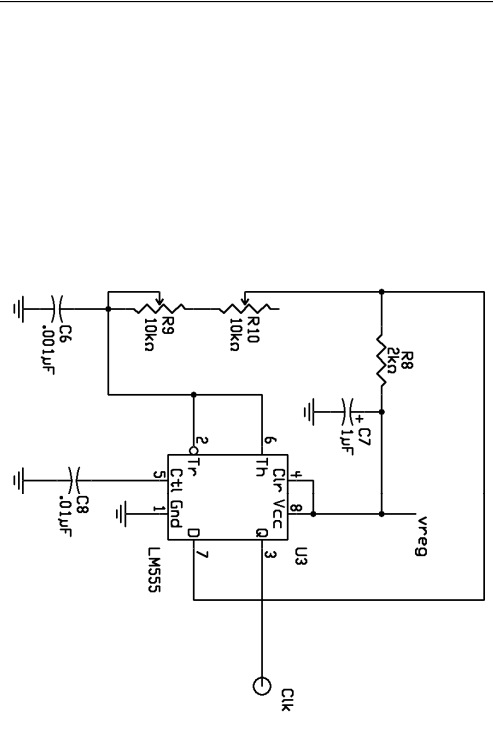 R8
2kΩ
C7
+
1µF
vreg
R10
10kΩ
R9
10kΩ
C6
.001µF
C8
.01µF
2
6
4
8
5
1
7
3
Tr
Th
Clr
Vcc
Ctl
Gnd
D
Q
U3
LM555
Clk